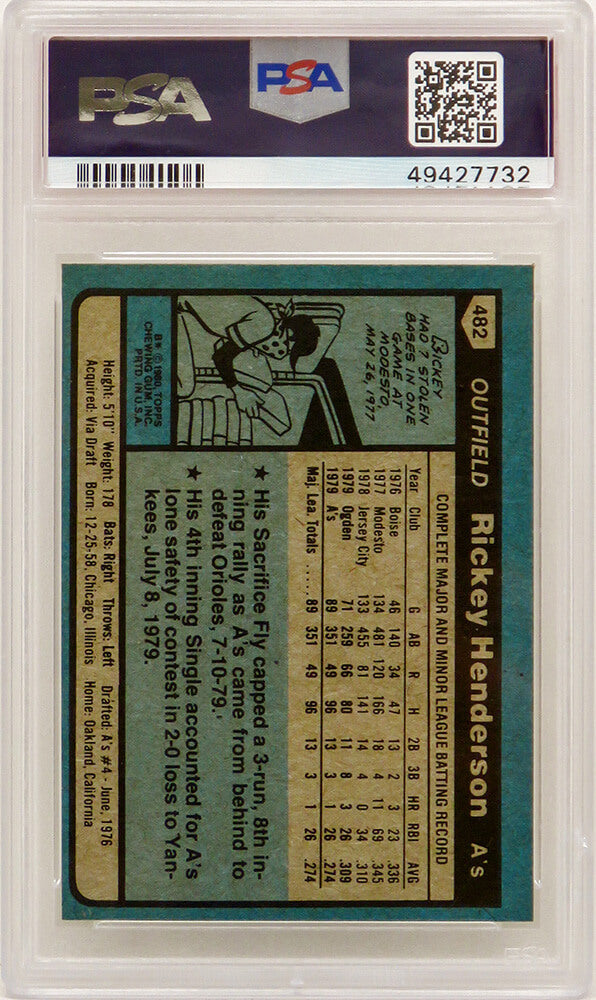 PSA
PSA
49427732
482 OUTFIELD Rickey Henderson A's
Rickey
HAD 7 STOLEN
BASES IN ONE
GAME AT
MODESTO,
MAY 26, 1977
B* © 1980, TOPPS
CHEWING GUM, INC.
PRTD. IN U.S.A.
COMPLETE MAJOR AND MINOR LEAGUE BATTING RECORD
Year Club G AB R H 2B 3B HR RBI AVG
1976 Boise 46 140 34 47 13 2 3 23 .336
1977 Modesto 134 481 120 166 18 4 11 69 .345
1978 Jersey City 133 455 81 141 14 4 0 34 .310
1979 Ogden 71 259 66 80 11 8 3 26 .309
1979 A's 89 351 49 96 13 3 1 26 .274
Maj. Lea. Totals ...... 89 351 49 96 13 3 1 26 .274
★ His Sacrifice Fly capped a 3-run, 8th in-
ning rally as A's came from behind to
defeat Orioles, 7-10-79.
★ His 4th inning Single accounted for A's
lone safety of contest in 2-0 loss to Yan-
kees, July 8, 1979.
Height: 5'10" Weight: 178 Bats: Right Throws: Left Drafted: A's #4 - June, 1976
Acquired: Via Draft Born: 12-25-58, Chicago, Illinois Home: Oakland, California
PSA